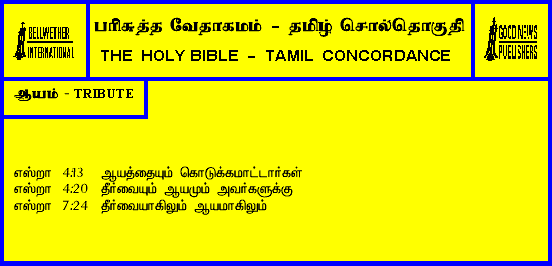 BELLWETHER
INTERNATIONAL
பரிசுத்த வேதாகமம் - தமிழ் சொல்தொகுதி
THE HOLY BIBLE - TAMIL CONCORDANCE
GOOD NEWS
PUBLISHERS
ஆயம் - TRIBUTE
எஸ்றா 4:13 ஆயத்தையும் கொடுக்கமாட்டார்கள்
எஸ்றா 4:20 தீர்வையும் ஆயமும் அவர்களுக்கு
எஸ்றா 7:24 தீர்வையாகிலும் ஆயமாகிலும்